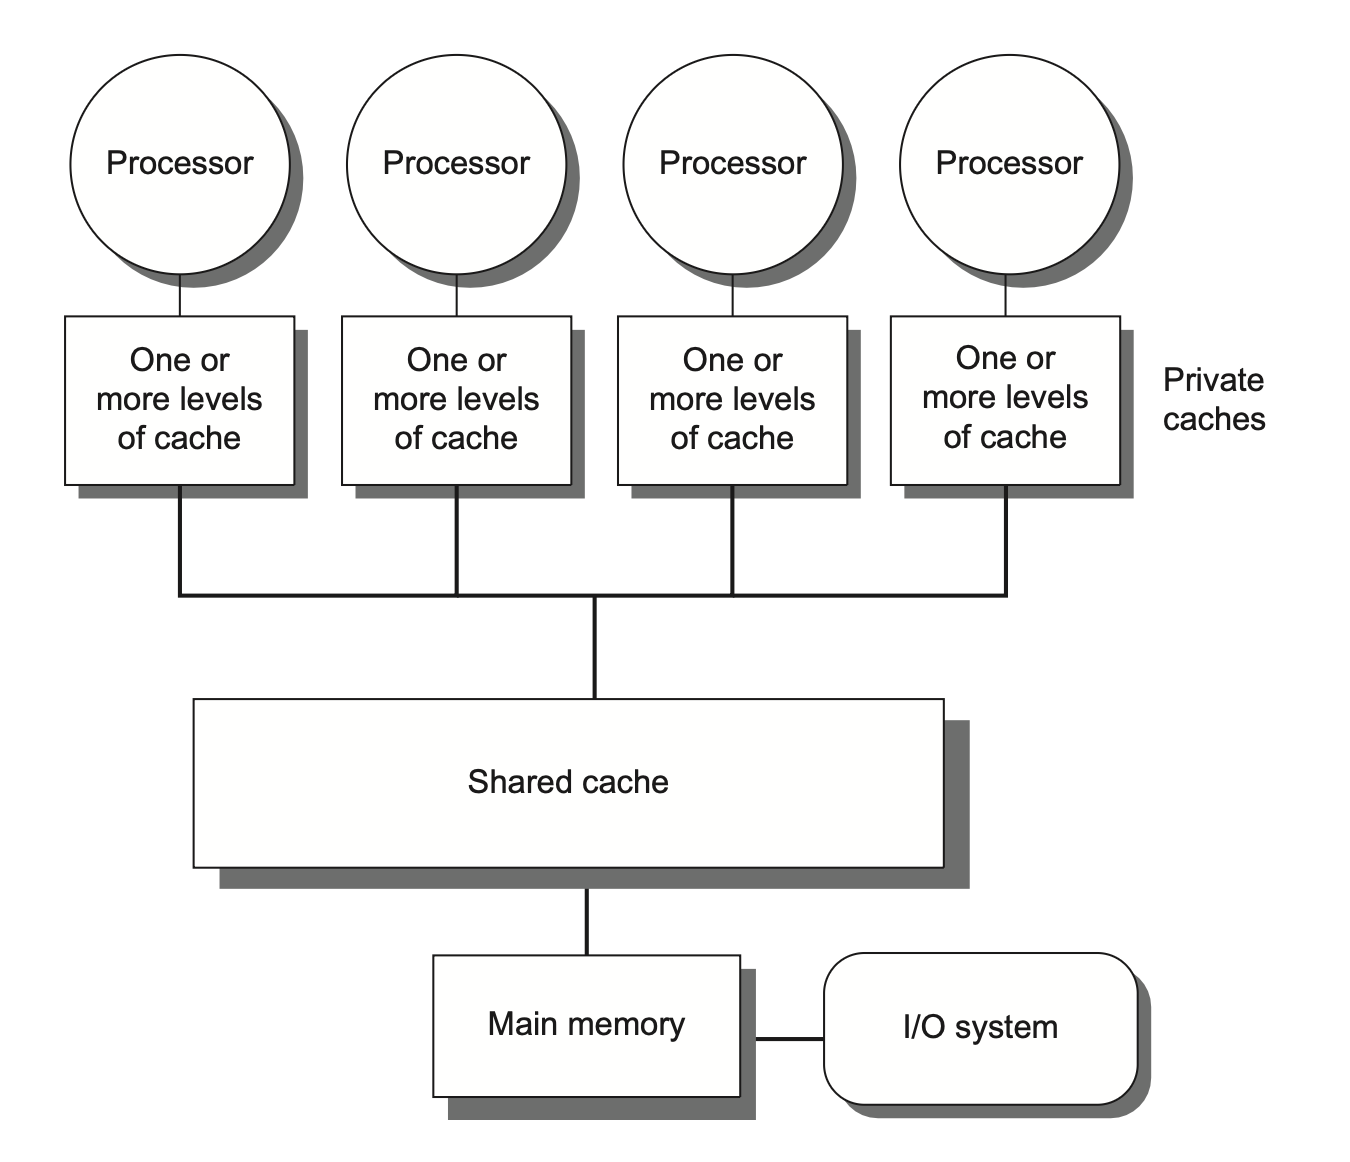 Processor
Processor
Processor
Processor
One or
more levels
of cache
One or
more levels
of cache
One or
more levels
of cache
One or
more levels
of cache
Private
caches
Shared cache
Main memory
I/O system